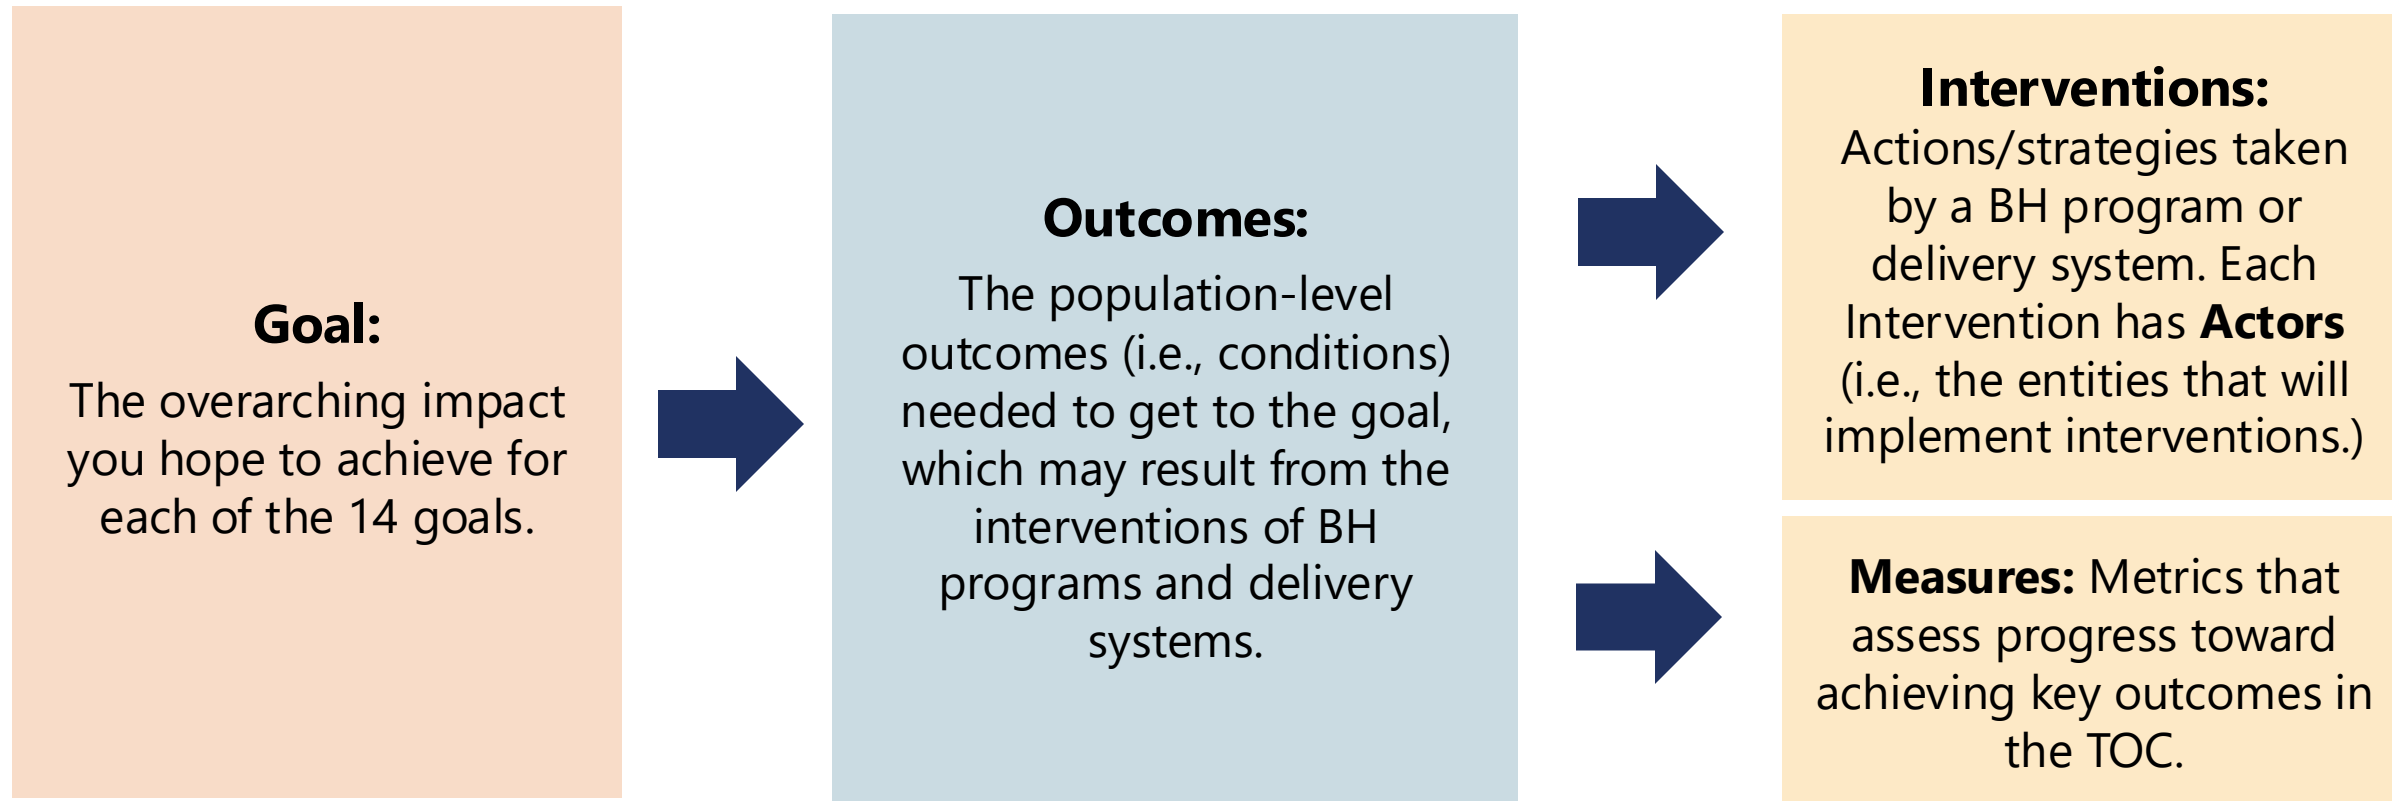 Goal:
The overarching impact
you hope to achieve for
each of the 14 goals.
Outcomes:
The population-level
outcomes (i.e., conditions)
needed to get to the goal,
which may result from the
interventions of BH
programs and delivery
systems.
Interventions:
Actions/strategies taken
by a BH program or
delivery system. Each
Intervention has Actors
(i.e., the entities that will
implement interventions.)
Measures: Metrics that
assess progress toward
achieving key outcomes in
the TOC.